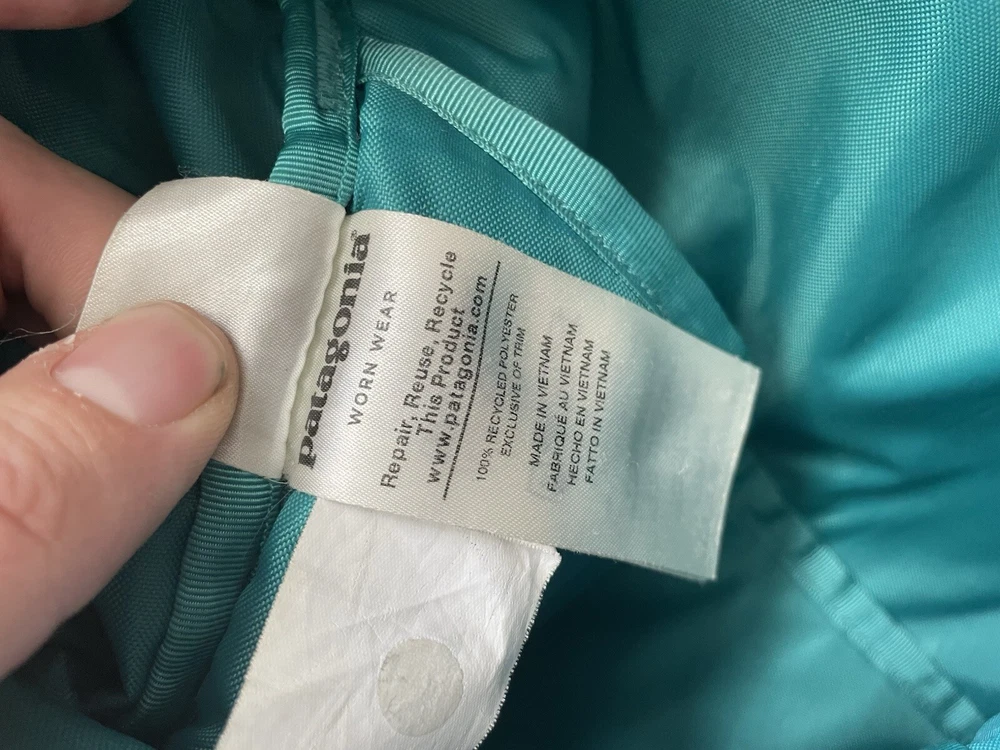 patagonia®
WORN WEAR
Repair, Reuse, Recycle
This Product
www.patagonia.com
100% RECYCLED POLYESTER
EXCLUSIVE OF TRIM
MADE IN VIETNAM
FABRIQUÉ AU VIETNAM
HECHO EN VIETNAM
FATTO IN VIETNAM